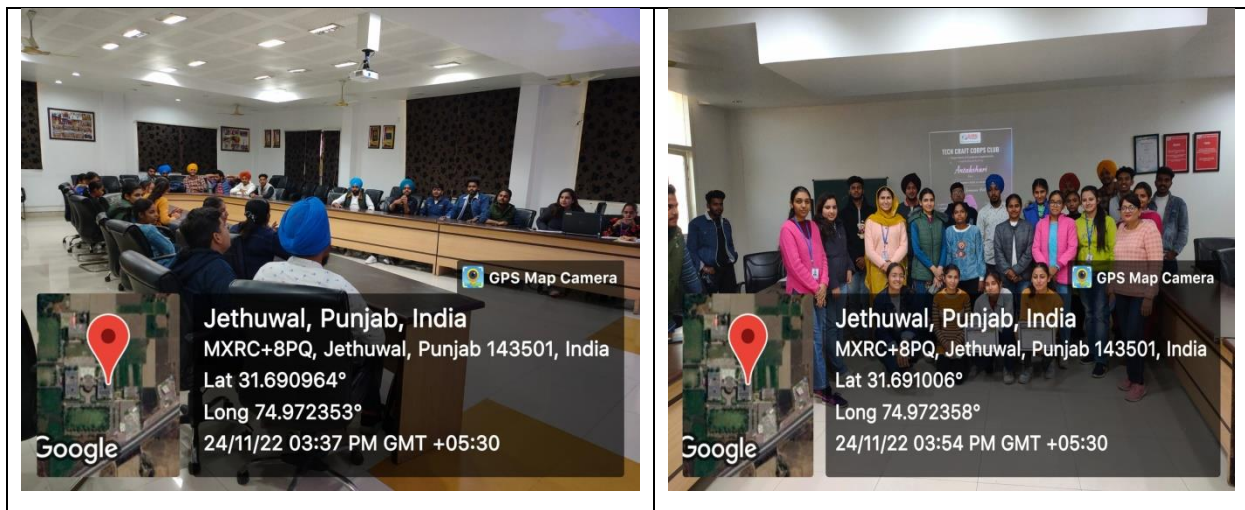 GPS Map Camera
Jethuwal, Punjab, India
MXRC+8PQ, Jethuwal, Punjab 143501, India
Lat 31.690964°
Long 74.972353°
24/11/22 03:37 PM GMT +05:30
Google
TECH CRAFT CORPS CLUB
Antakshari
GPS Map Camera
Jethuwal, Punjab, India
MXRC+8PQ, Jethuwal, Punjab 143501, India
Lat 31.691006°
Long 74.972358°
24/11/22 03:54 PM GMT +05:30
Google